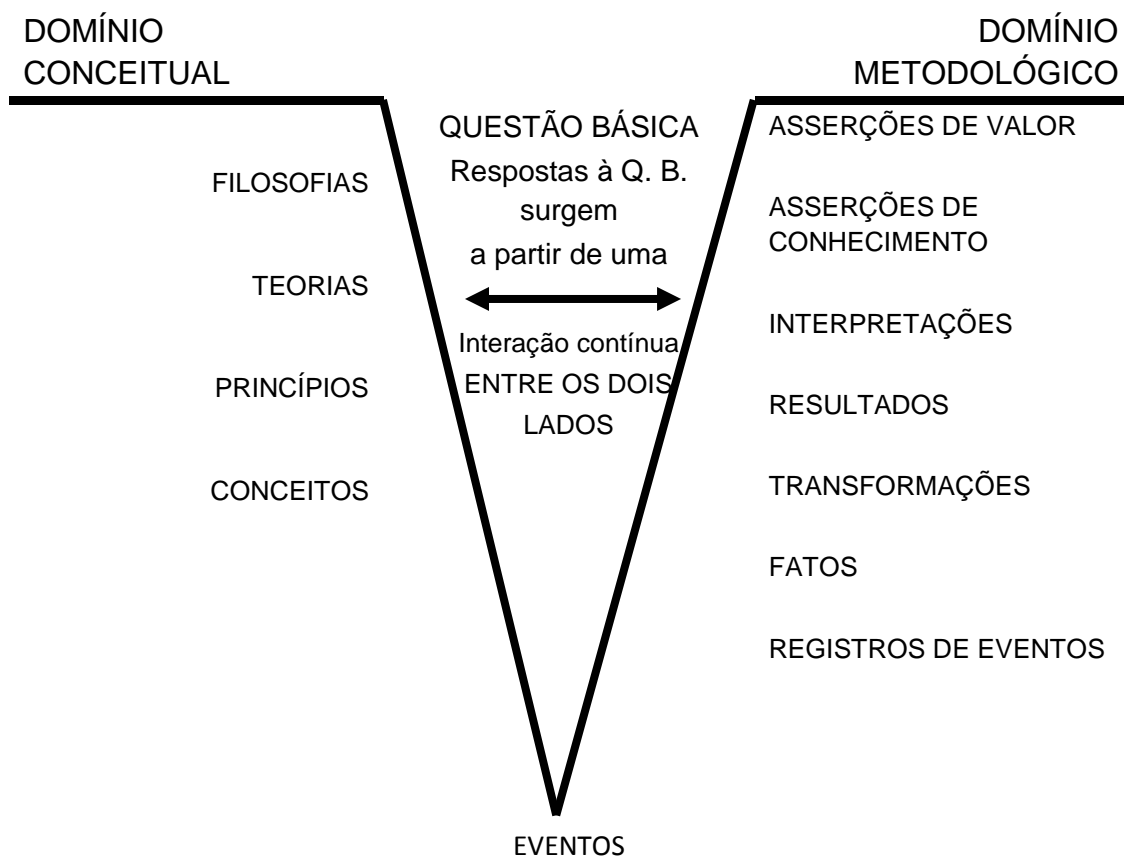 DOMÍNIO
CONCEITUAL
DOMÍNIO
METODOLÓGICO
FILOSOFIAS
TEORIAS
PRINCÍPIOS
CONCEITOS
QUESTÃO BÁSICA
Respostas à Q. B.
surgem
a partir de uma
Interação contínua
ENTRE OS DOIS
LADOS
ASSERÇÕES DE VALOR
ASSERÇÕES DE
CONHECIMENTO
INTERPRETAÇÕES
RESULTADOS
TRANSFORMAÇÕES
FATOS
REGISTROS DE EVENTOS
EVENTOS